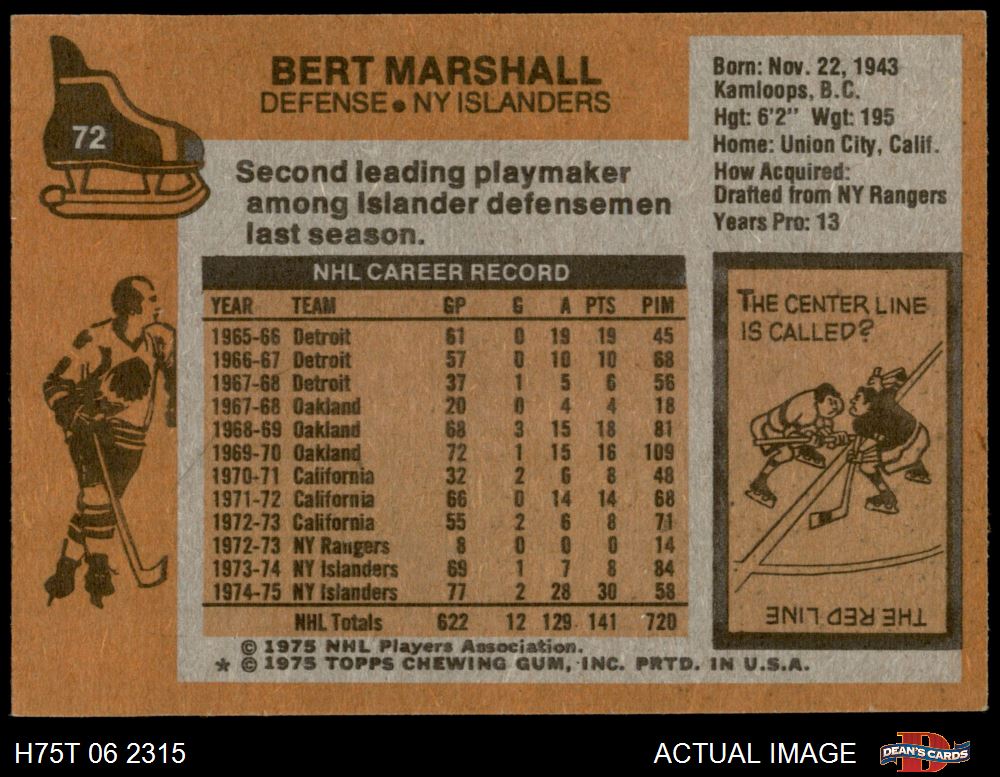 72
BERT MARSHALL
DEFENSE • NY ISLANDERS
Born: Nov. 22, 1943
Kamloops, B.C.
Hgt: 6'2" Wgt: 195
Home: Union City, Calif.
How Acquired:
Drafted from NY Rangers
Years Pro: 13
Second leading playmaker
among Islander defensemen
last season.
NHL CAREER RECORD
YEAR TEAM GP G A PTS PIM
1965-66 Detroit 61 0 19 19 45
1966-67 Detroit 57 0 10 10 68
1967-68 Detroit 37 1 5 6 56
1967-68 Oakland 20 0 4 4 18
1968-69 Oakland 68 3 15 18 81
1969-70 Oakland 72 1 15 16 109
1970-71 California 32 2 6 8 48
1971-72 California 66 0 14 14 68
1972-73 California 55 2 6 8 71
1972-73 NY Rangers 8 0 0 0 14
1973-74 NY Islanders 69 1 7 8 84
1974-75 NY Islanders 77 2 28 30 58
NHL Totals 622 12 129 141 720
© 1975 NHL Players Association.
* © 1975 TOPPS CHEWING GUM, INC. PRTD. IN U.S.A.
THE CENTER LINE
IS CALLED?
THE RED LINE
H75T 06 2315
ACTUAL IMAGE
D
DEAN'S CARDS